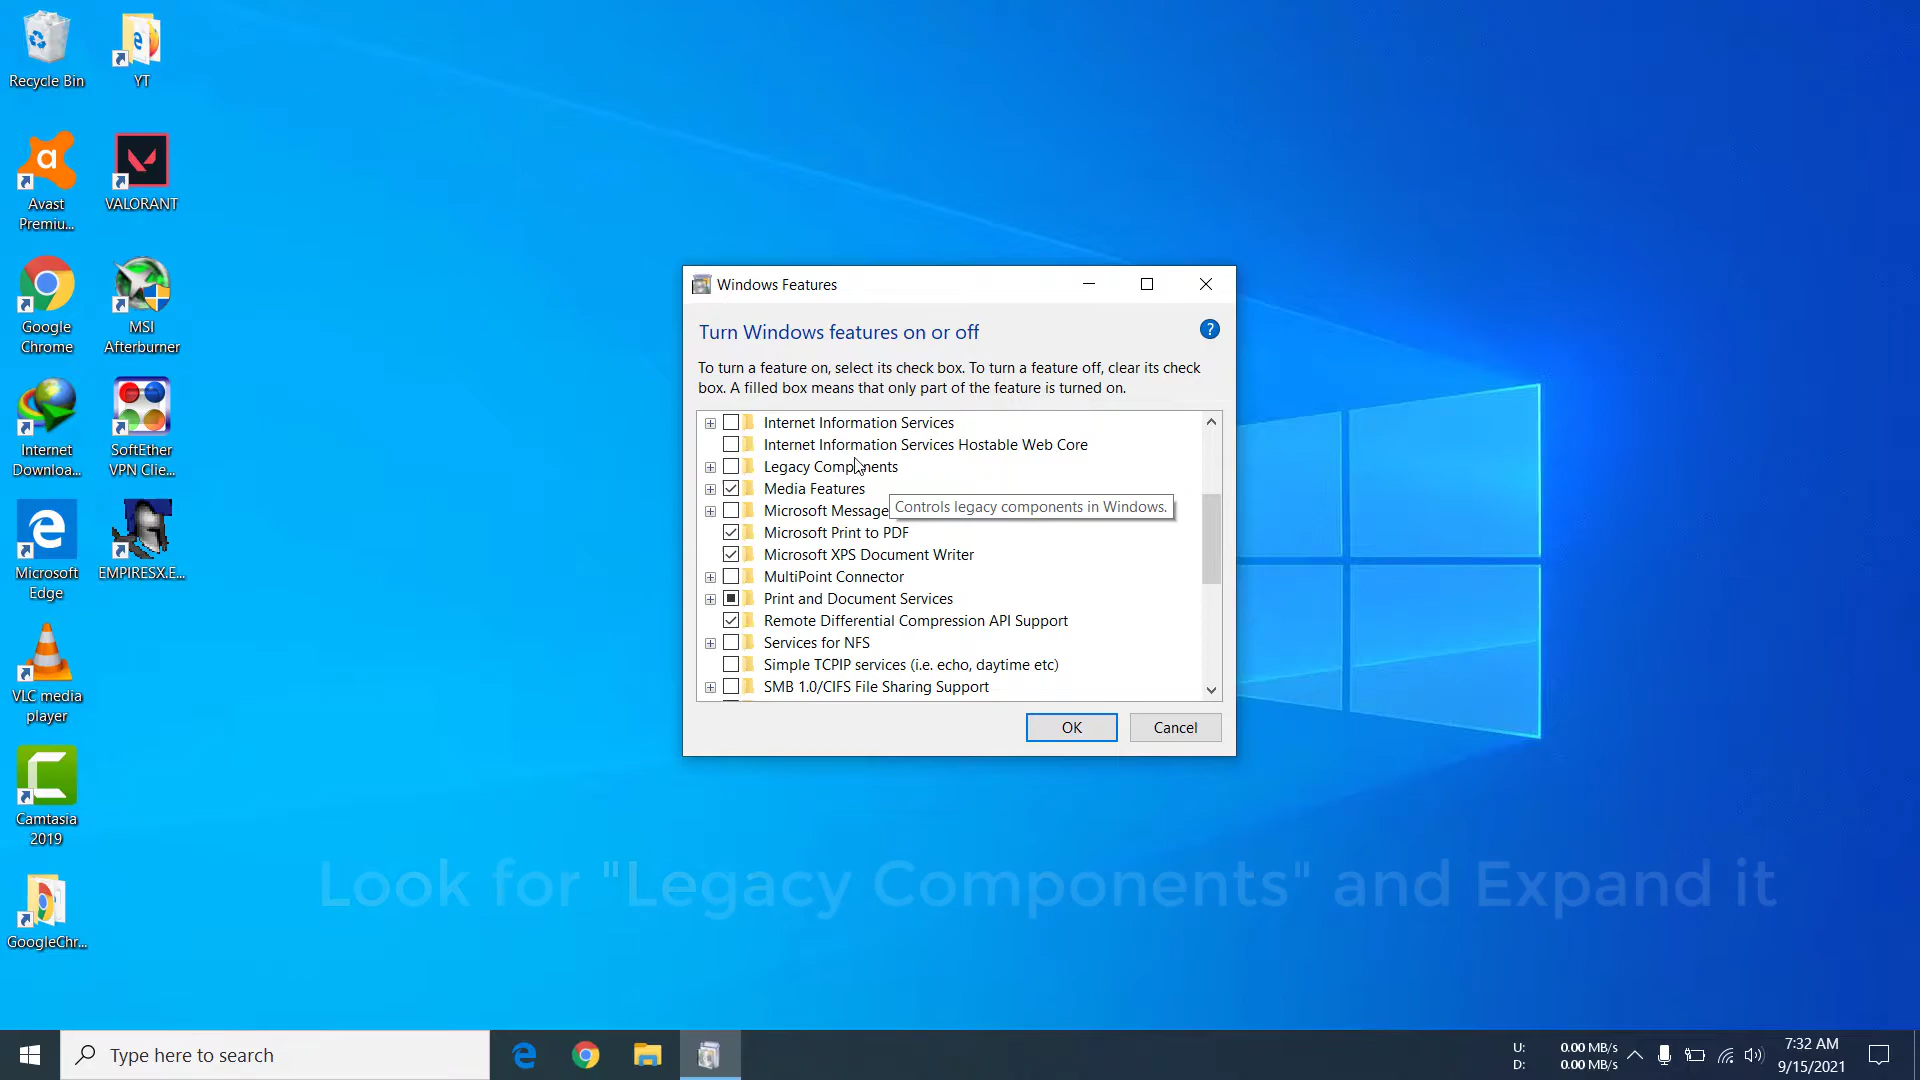 Recycle Bin
YT
Avast
Premiu...
VALORANT
Google
Chrome
MSI
Afterburner
Internet
Downloa...
SoftEther
VPN Clie...
Microsoft
Edge
EMPIRESX.E...
VLC media
player
Camtasia
2019
GoogleChr...
Windows Features
Turn Windows features on or off
To turn a feature on, select its check box. To turn a feature off, clear its check
box. A filled box means that only part of the feature is turned on.
Internet Information Services
Internet Information Services Hostable Web Core
Legacy Components
Media Features
Microsoft Message
Controls legacy components in Windows.
Microsoft Print to PDF
Microsoft XPS Document Writer
MultiPoint Connector
Print and Document Services
Remote Differential Compression API Support
Services for NFS
Simple TCPIP services (i.e. echo, daytime etc)
SMB 1.0/CIFS File Sharing Support
OK
Cancel
Look for "Legacy Components" and Expand it
Type here to search
U: 0.00 MB/s
D: 0.00 MB/s
7:32 AM
9/15/2021